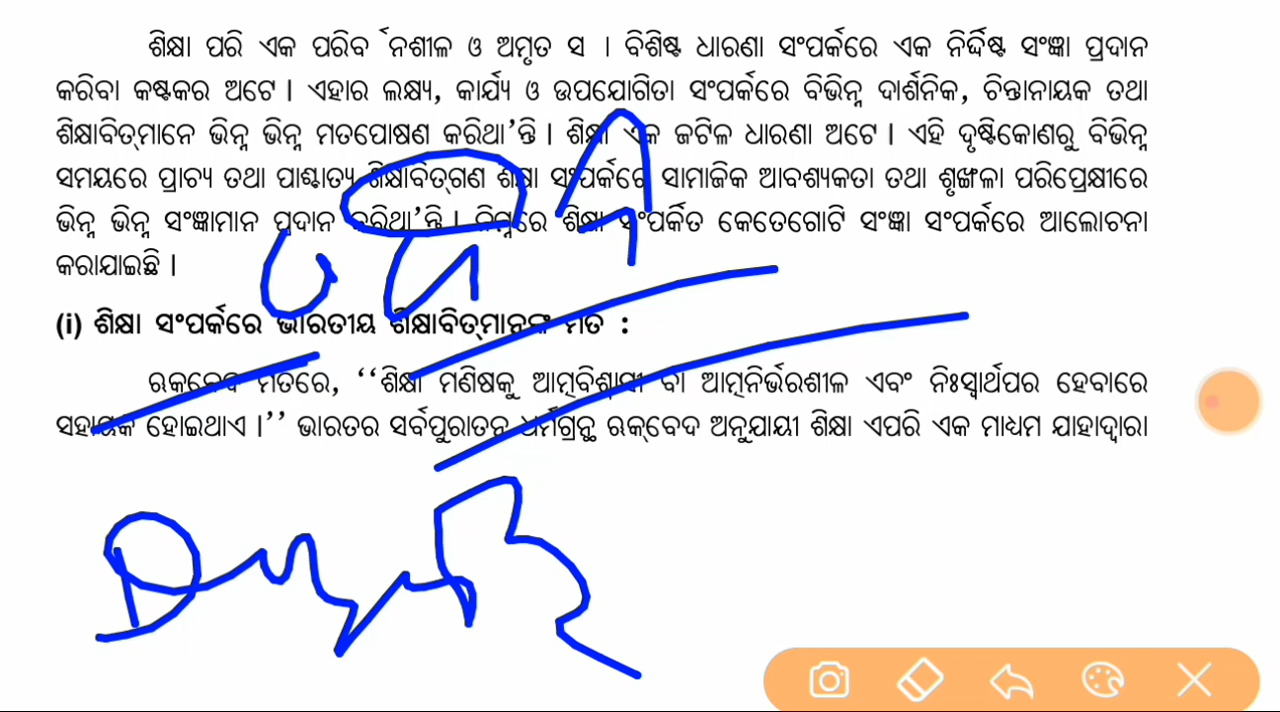 ଶିକ୍ଷା ପରି ଏକ ପରିବର୍ତନଶୀଳ ଓ ଅମୃତ ସ । ବିଶିଷ୍ଟ ଧାରଣା ସଂପର୍କରେ ଏକ ନିର୍ଦ୍ଦିଷ୍ଟ ସଂଜ୍ଞା ପ୍ରଦାନ
କରିବା କଷ୍ଟକର ଅଟେ । ଏହାର ଲକ୍ଷ୍ୟ, କାର୍ଯ୍ୟ ଓ ଉପଯୋଗିତା ସଂପର୍କରେ ବିଭିନ୍ନ ଦାର୍ଶନିକ, ଚିନ୍ତାନାୟକ ତଥା
ଶିକ୍ଷାବିତ୍‌ମାନେ ଭିନ୍ନ ଭିନ୍ନ ମତପୋଷଣ କରିଥା’ନ୍ତି । ଶିକ୍ଷା ଏକ ଜଟିଳ ଧାରଣା ଅଟେ । ଏହି ଦୃଷ୍ଟିକୋଣରୁ ବିଭିନ୍ନ
ସମୟରେ ପ୍ରାଚ୍ୟ ତଥା ପାଶ୍ଚାତ୍ୟ ଶିକ୍ଷାବିତ୍‌ଗଣ ଶିକ୍ଷା ସଂପର୍କରେ ସାମାଜିକ ଆବଶ୍ୟକତା ତଥା ଶୃଙ୍ଖଳା ପରିପ୍ରେକ୍ଷୀରେ
ଭିନ୍ନ ଭିନ୍ନ ସଂଜ୍ଞାମାନ ପ୍ରଦାନ କରିଥା’ନ୍ତି । ନିମ୍ନରେ ଶିକ୍ଷା ସଂପର୍କିତ କେତେଗୋଟି ସଂଜ୍ଞା ସଂପର୍କରେ ଆଲୋଚନା
କରାଯାଇଛି ।
(i) ଶିକ୍ଷା ସଂପର୍କରେ ଭାରତୀୟ ଶିକ୍ଷାବିତ୍‌ମାନଙ୍କ ମତ :
ଋକ୍‌ବେଦ ମତରେ, ‘‘ଶିକ୍ଷା ମଣିଷକୁ ଆତ୍ମବିଶ୍ୱାସୀ ବା ଆତ୍ମନିର୍ଭରଶୀଳ ଏବଂ ନିଃସ୍ୱାର୍ଥପର ହେବାରେ
ସହାୟକ ହୋଇଥାଏ ।’’ ଭାରତର ସର୍ବପୁରାତନ ଧର୍ମଗ୍ରନ୍ଥ ଋକ୍‌ବେଦ ଅନୁଯାୟୀ ଶିକ୍ଷା ଏପରି ଏକ ମାଧ୍ୟମ ଯାହାଦ୍ୱାରା